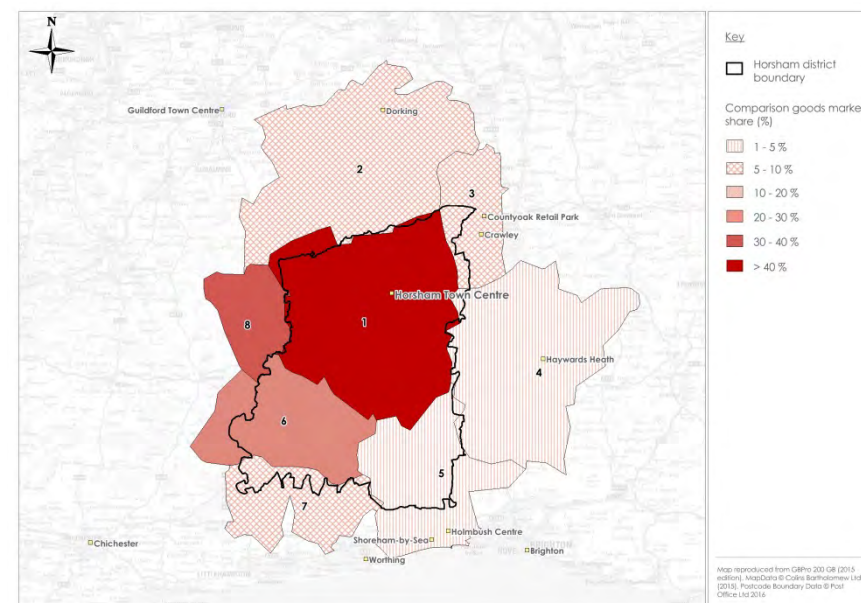 N
Guildford Town Centre
Dorking
2
3
Countyoak Retail Park
Crawley
Horsham Town Centre
1
8
Haywards Heath
4
6
5
7
Holmbush Centre
Shoreham-by-Sea
Chichester
Brighton
Worthing
Key
Horsham district
boundary
Comparison goods marke
share (%)
1 - 5 %
5 - 10 %
10 - 20 %
20 - 30 %
30 - 40 %
> 40 %
Map reproduced from GBPro 200 GB (2015
edition), MapData © Collins Bartholomew Ltd
(2015), Postcode Boundary Data © Post
Office Ltd 2016